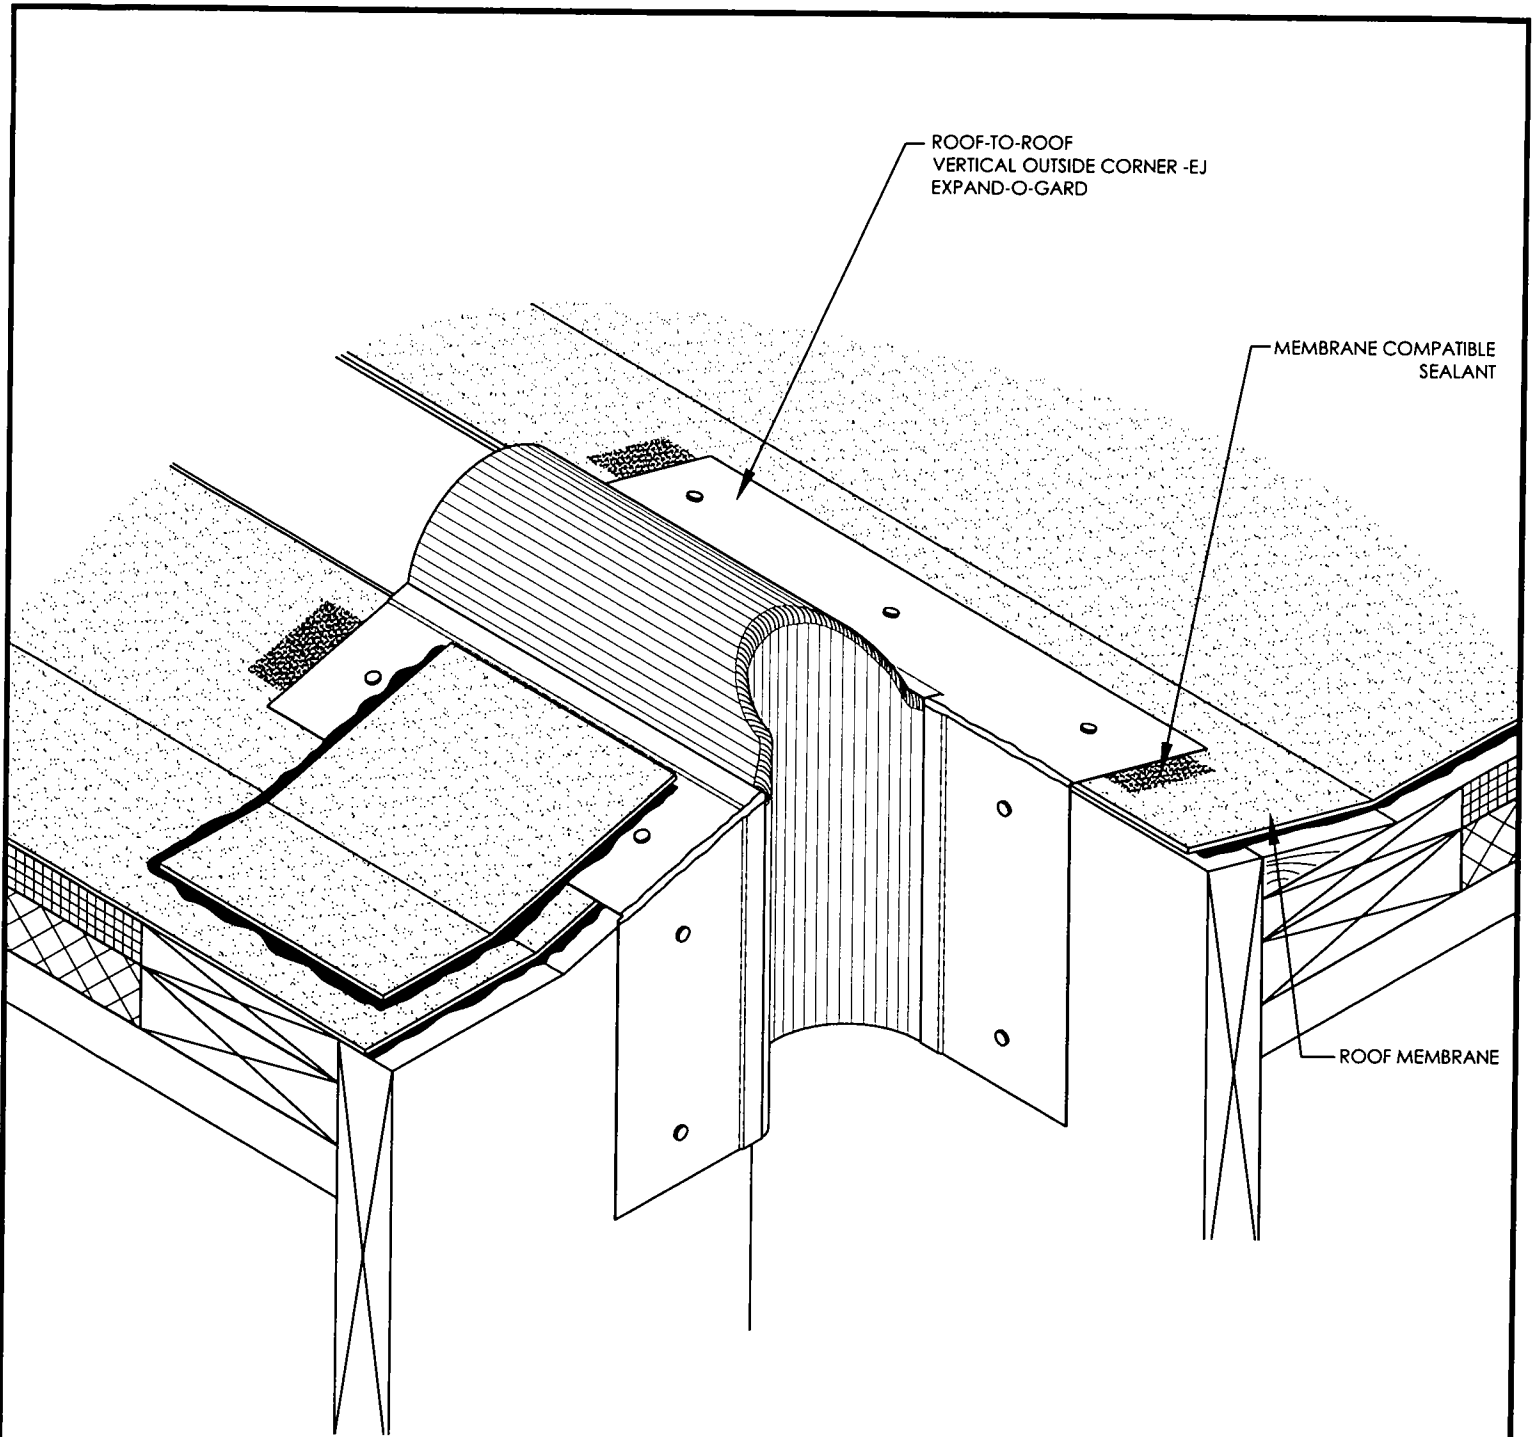 ROOF-TO-ROOF
VERTICAL OUTSIDE CORNER -EJ
EXPAND-O-GARD
MEMBRANE COMPATIBLE
SEALANT
ROOF MEMBRANE